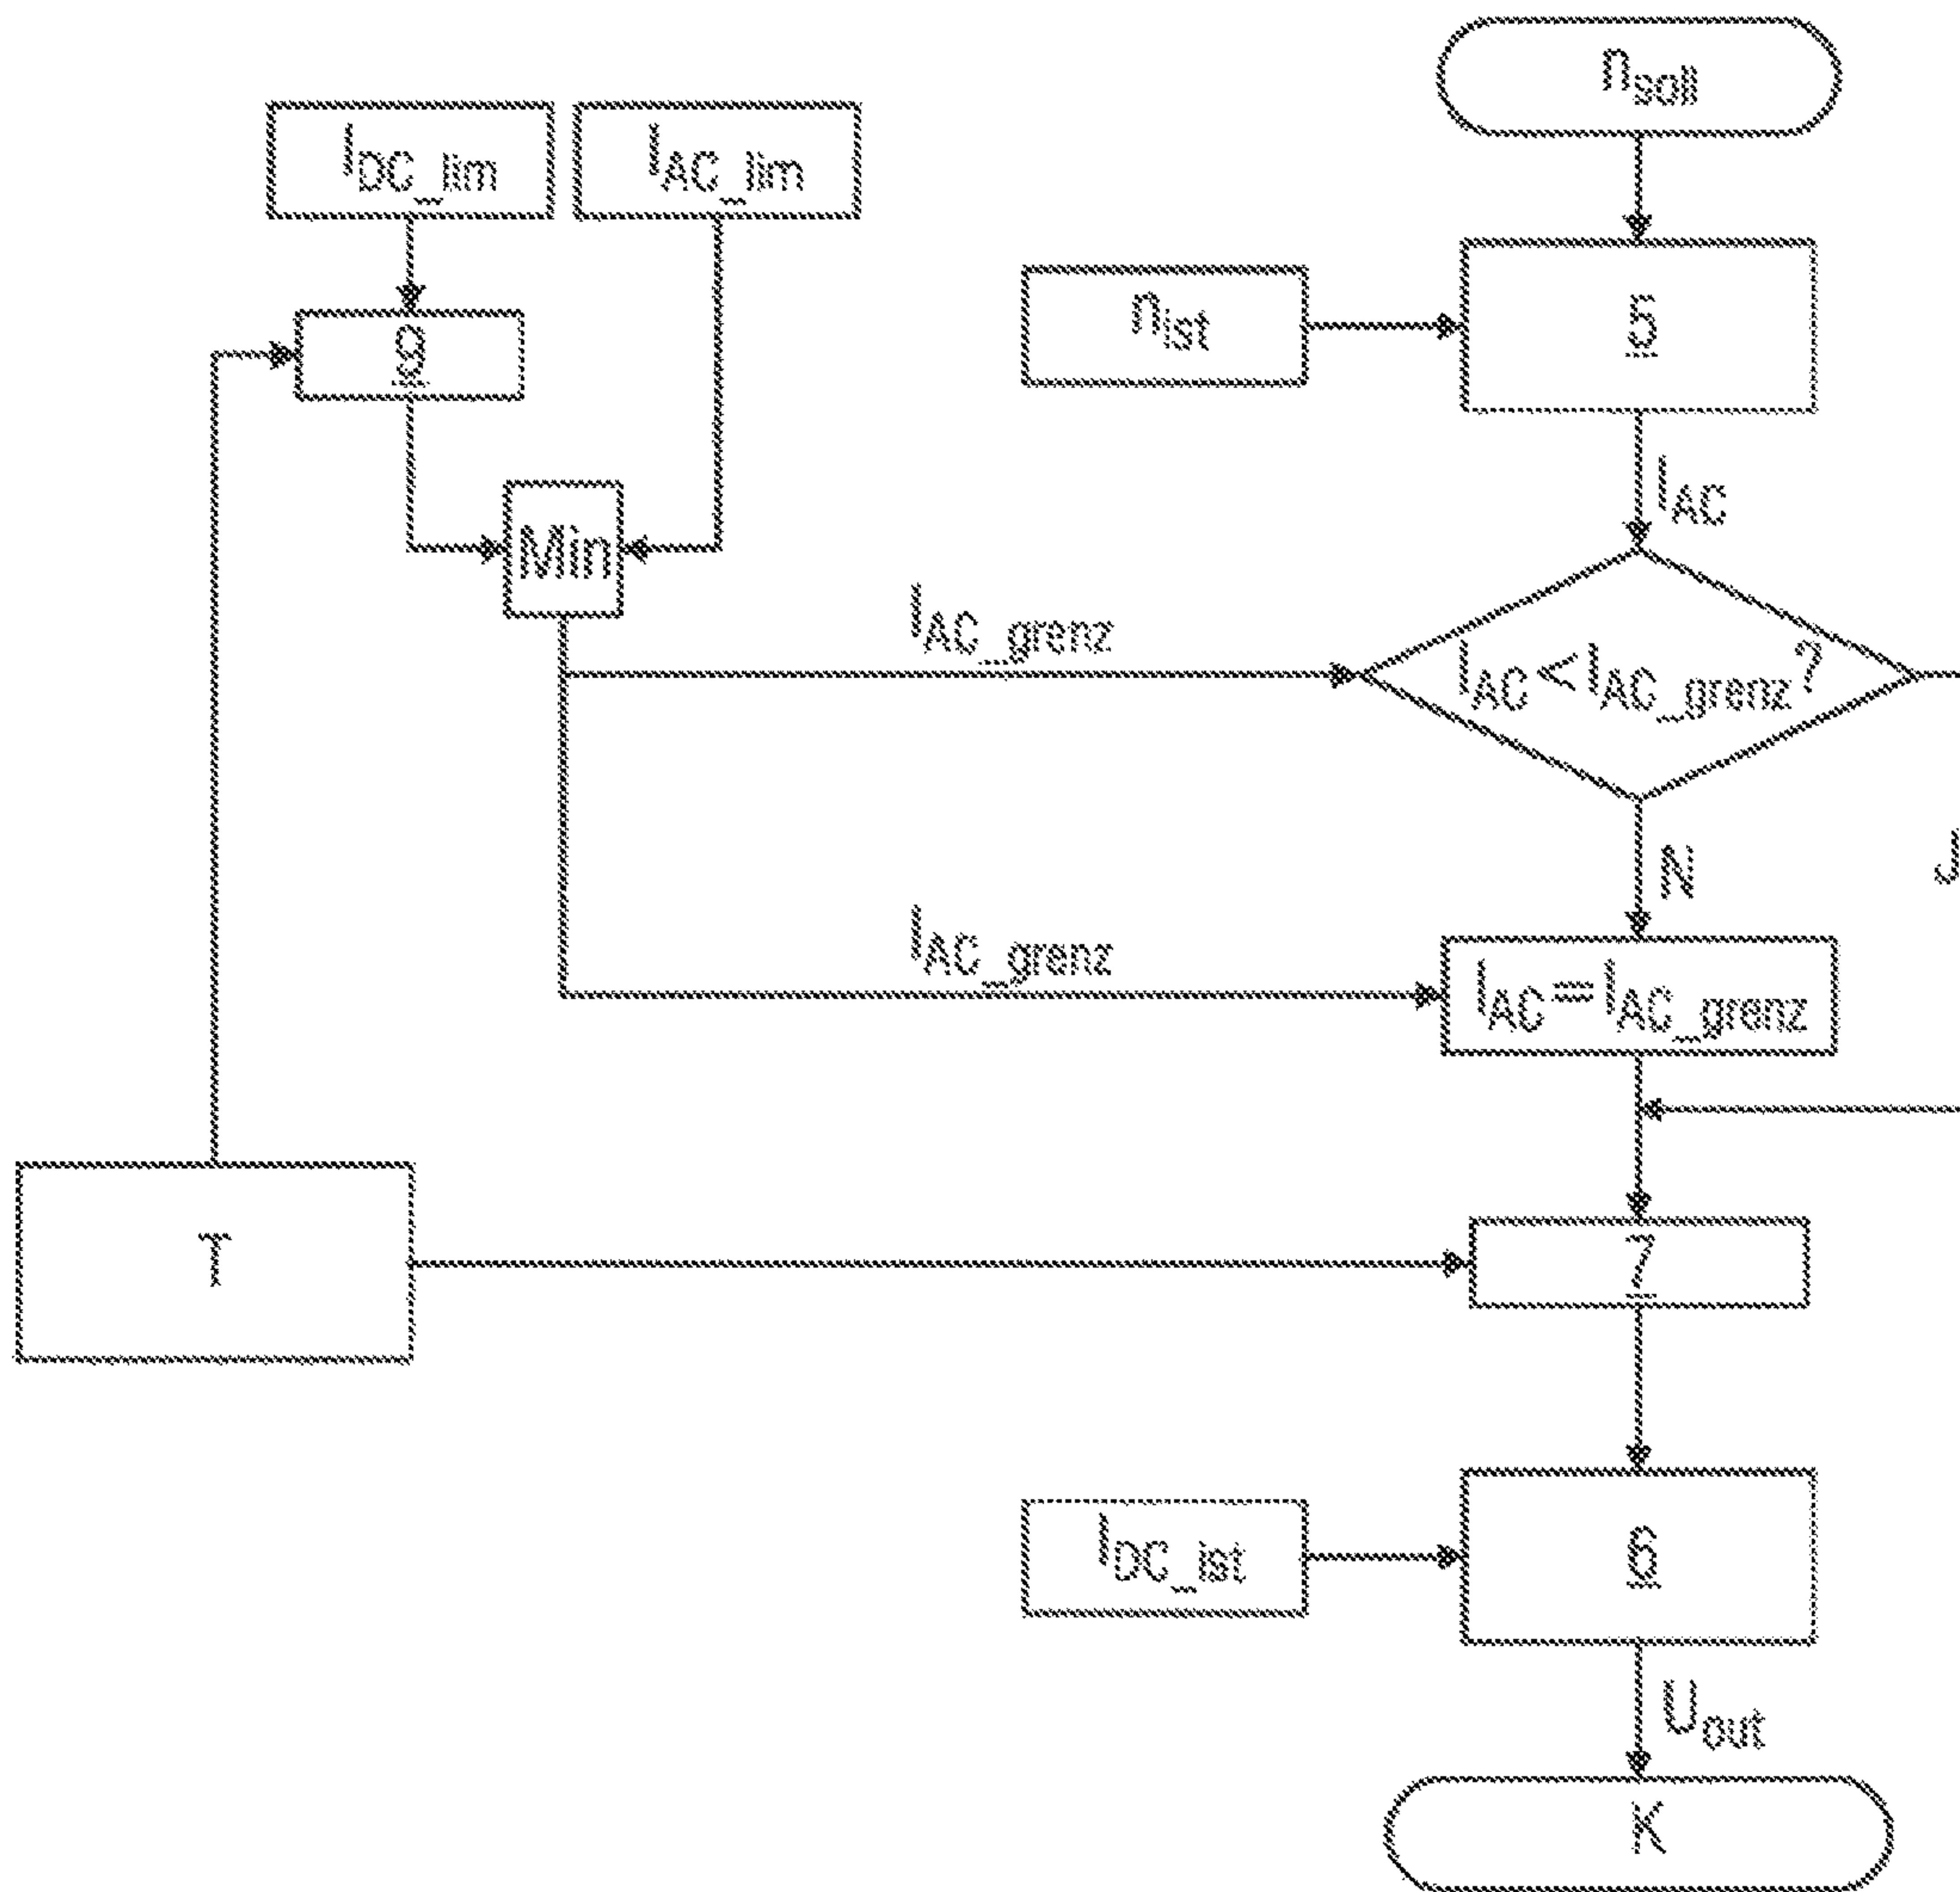 n_soll
I_DC_lim
I_AC_lim
n_ist
5
9
I_AC
Min
I_AC_grenz
I_AC<I_AC_grenz?
N
J
I_AC_grenz
I_AC=I_AC_grenz
T
7
I_DC_ist
6
U_out
K